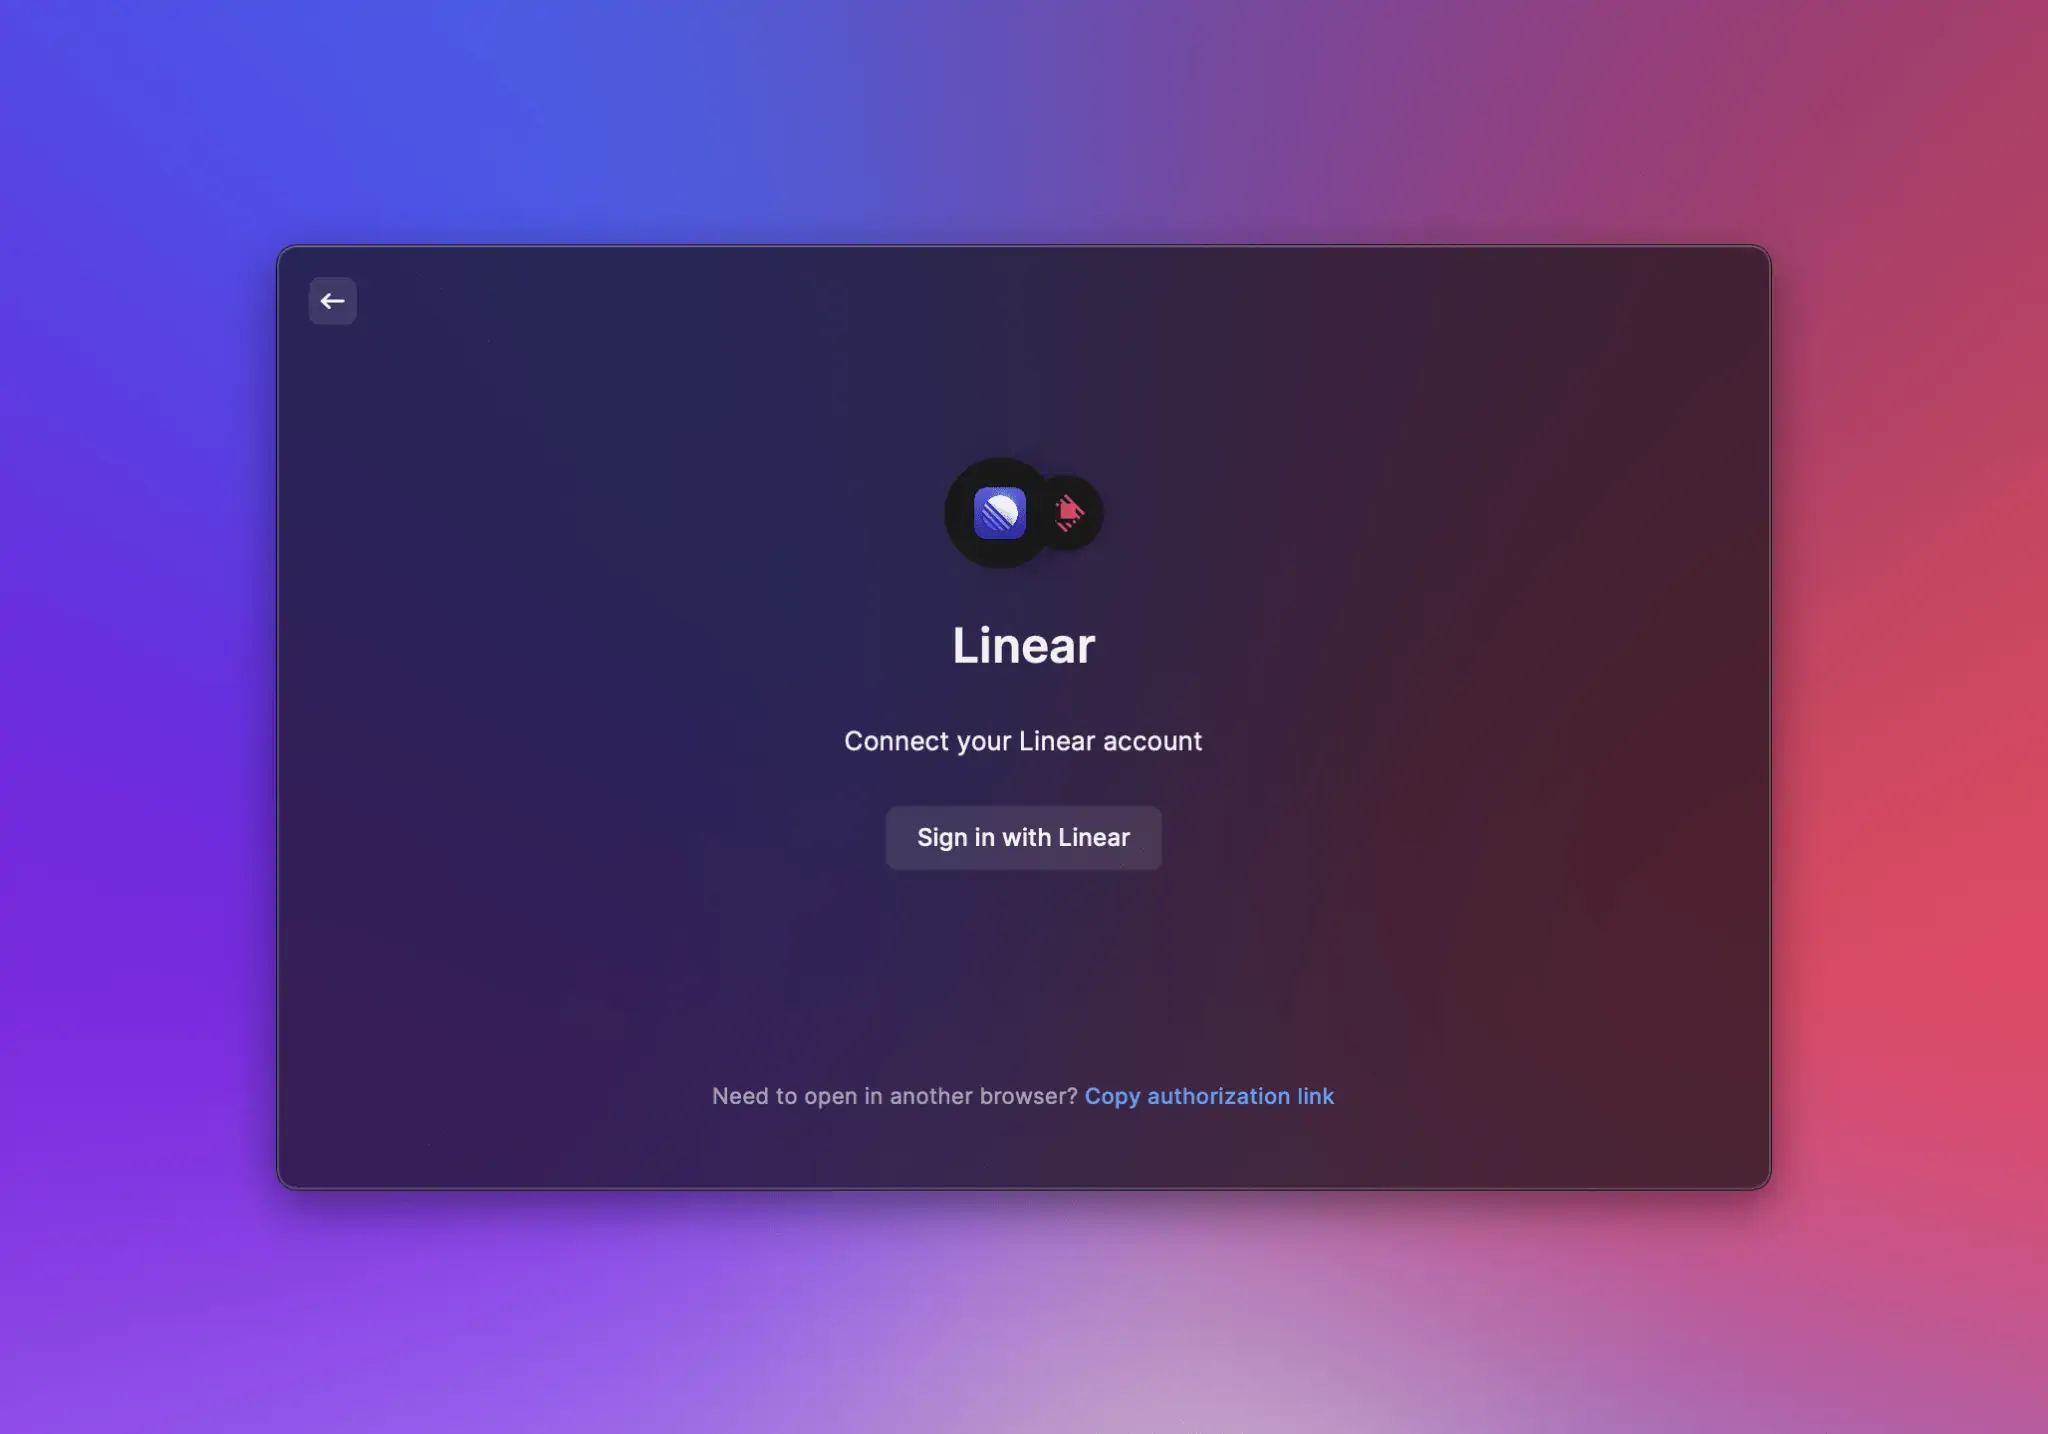 Linear
Connect your Linear account
Sign in with Linear
Need to open in another browser? Copy authorization link